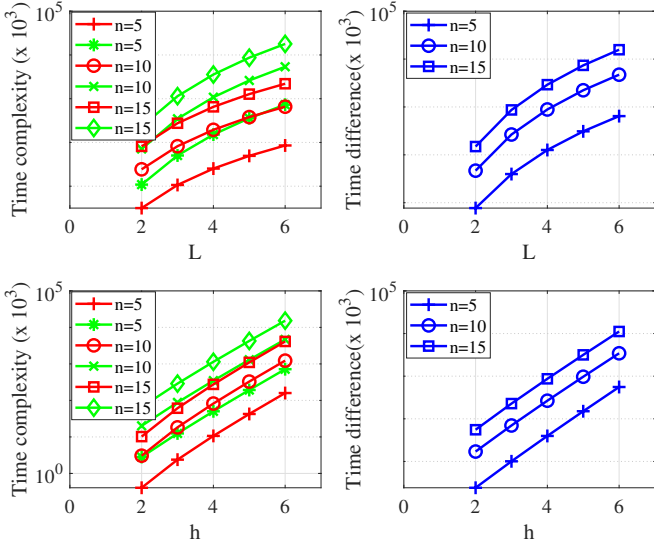 10^5
Time complexity (x 10^3)
n=5
n=5
n=10
n=10
n=15
n=15
0 2 4 6
L
10^5
Time difference(x 10^3)
n=5
n=10
n=15
0 2 4 6
L
10^5
10^0
Time complexity (x 10^3)
n=5
n=5
n=10
n=10
n=15
n=15
0 2 4 6
h
10^5
Time difference(x 10^3)
n=5
n=10
n=15
0 2 4 6
h